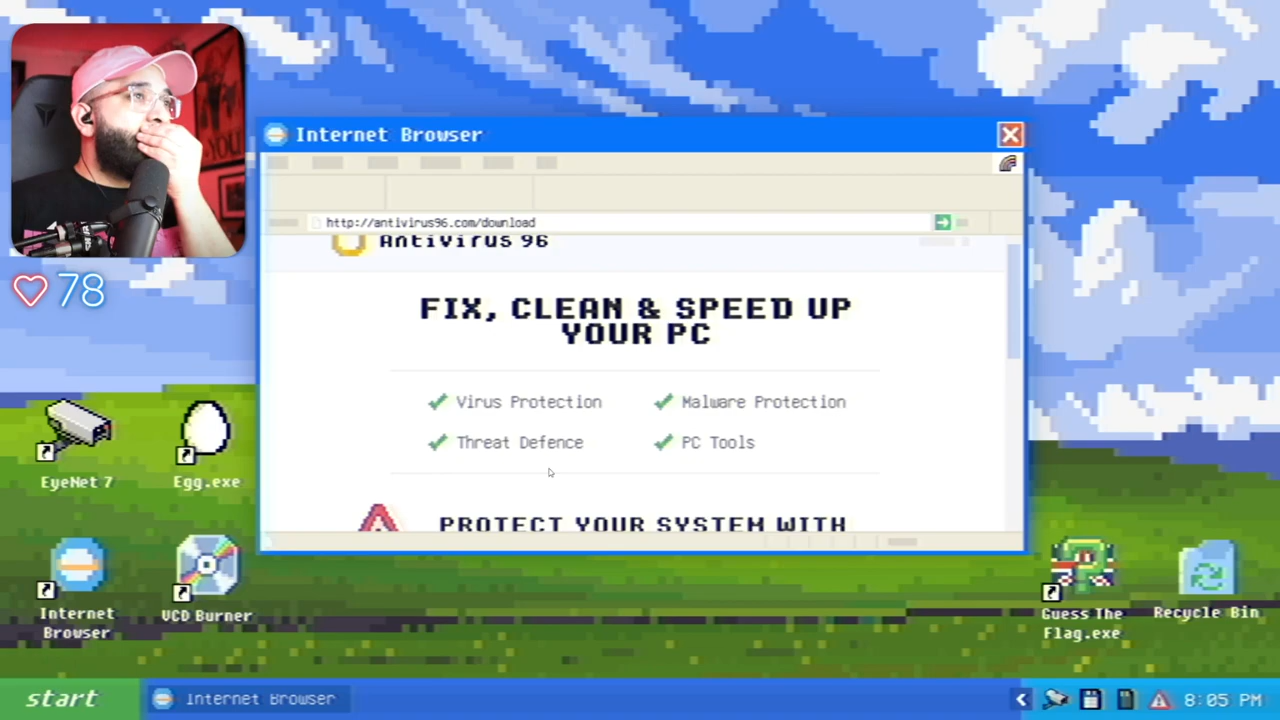 YOU
Internet Browser
http://antivirus96.com/download
Antivirus 96
78
FIX, CLEAN & SPEED UP
YOUR PC
Virus Protection
Malware Protection
Threat Defence
PC Tools
PROTECT YOUR SYSTEM WITH
EyeNet 7
Egg.exe
Internet
Browser
VCD Burner
Guess The
Flag.exe
Recycle Bin
start
Internet Browser
8:05 PM